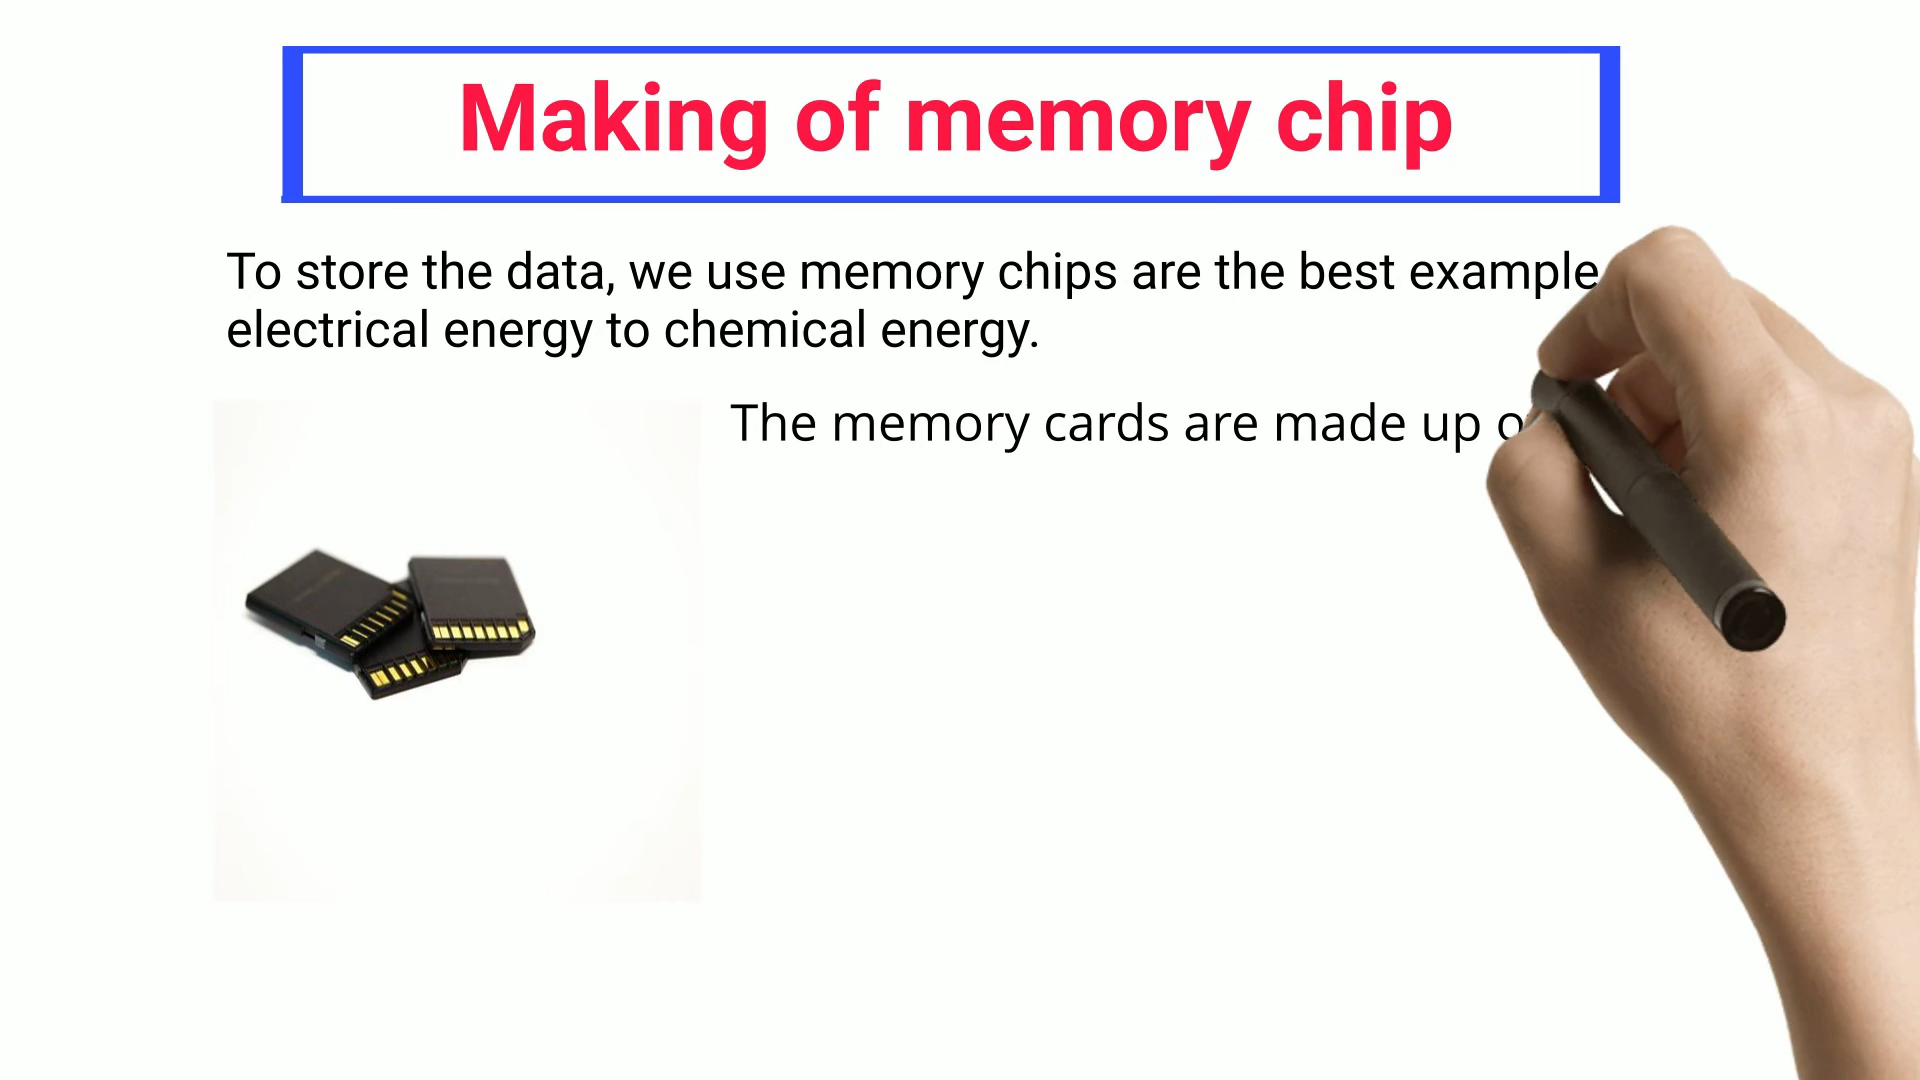 Making of memory chip
To store the data, we use memory chips are the best example
electrical energy to chemical energy.
The memory cards are made up